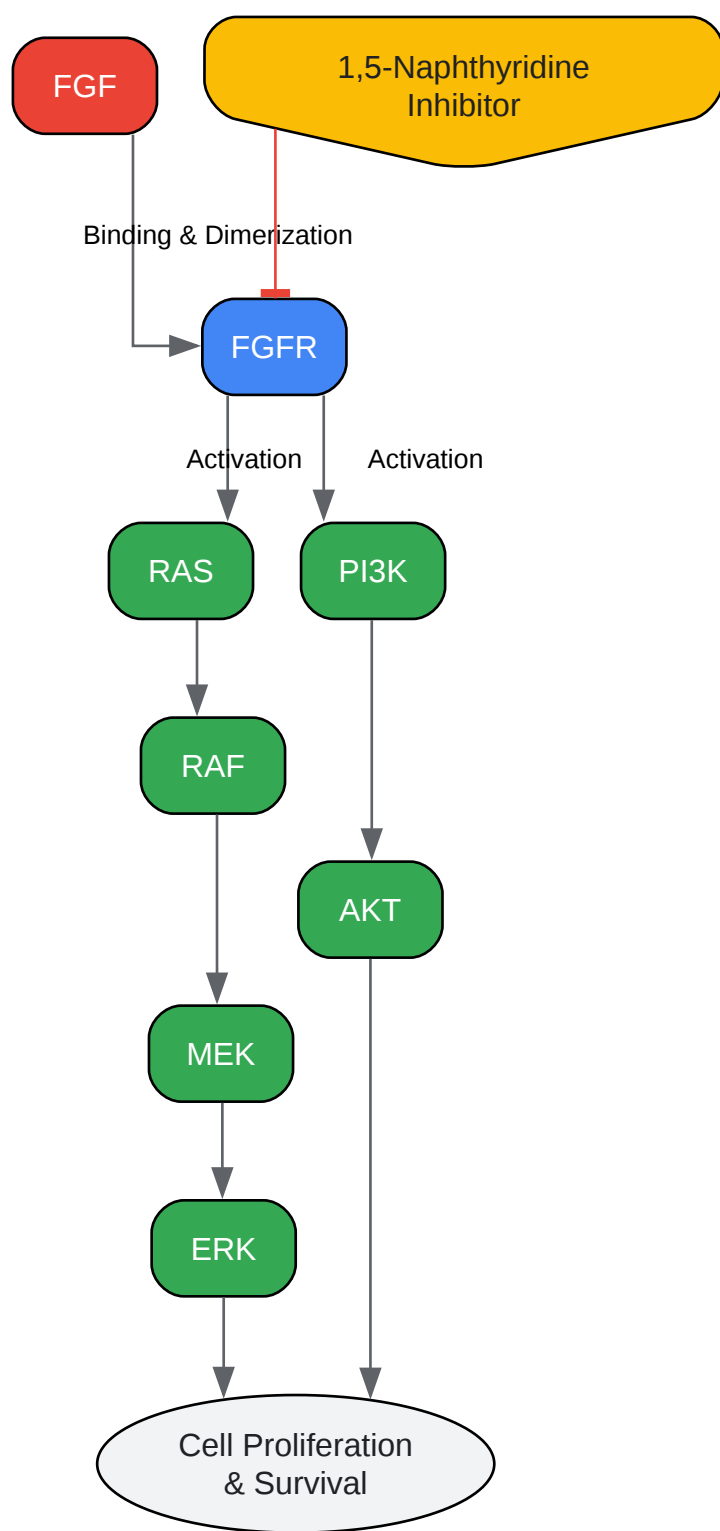 FGF
1,5-Naphthyridine
Inhibitor
Binding & Dimerization
FGFR
Activation
Activation
RAS
PI3K
RAF
AKT
MEK
ERK
Cell Proliferation
& Survival